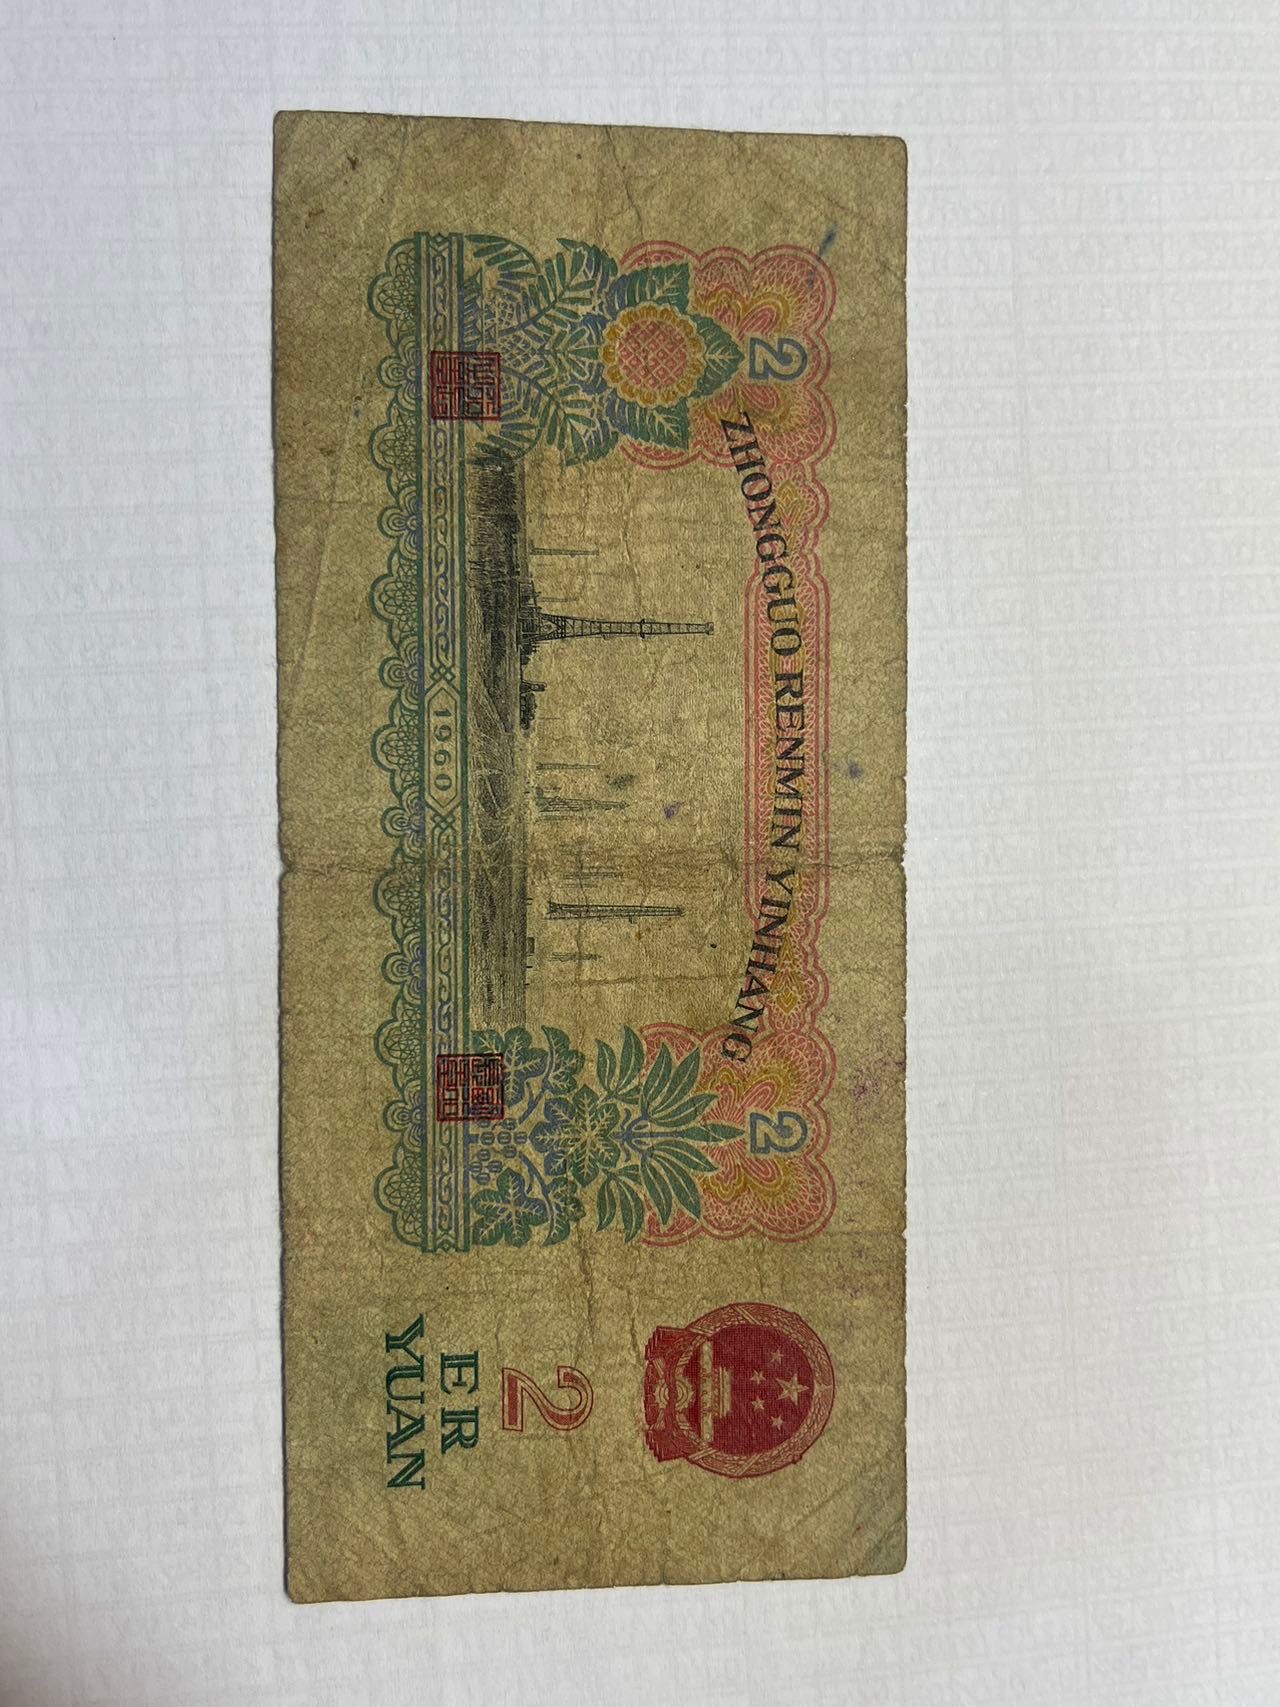 ZHONGGUO RENMIN YINHANG
2
2
1960
2
ER
YUAN